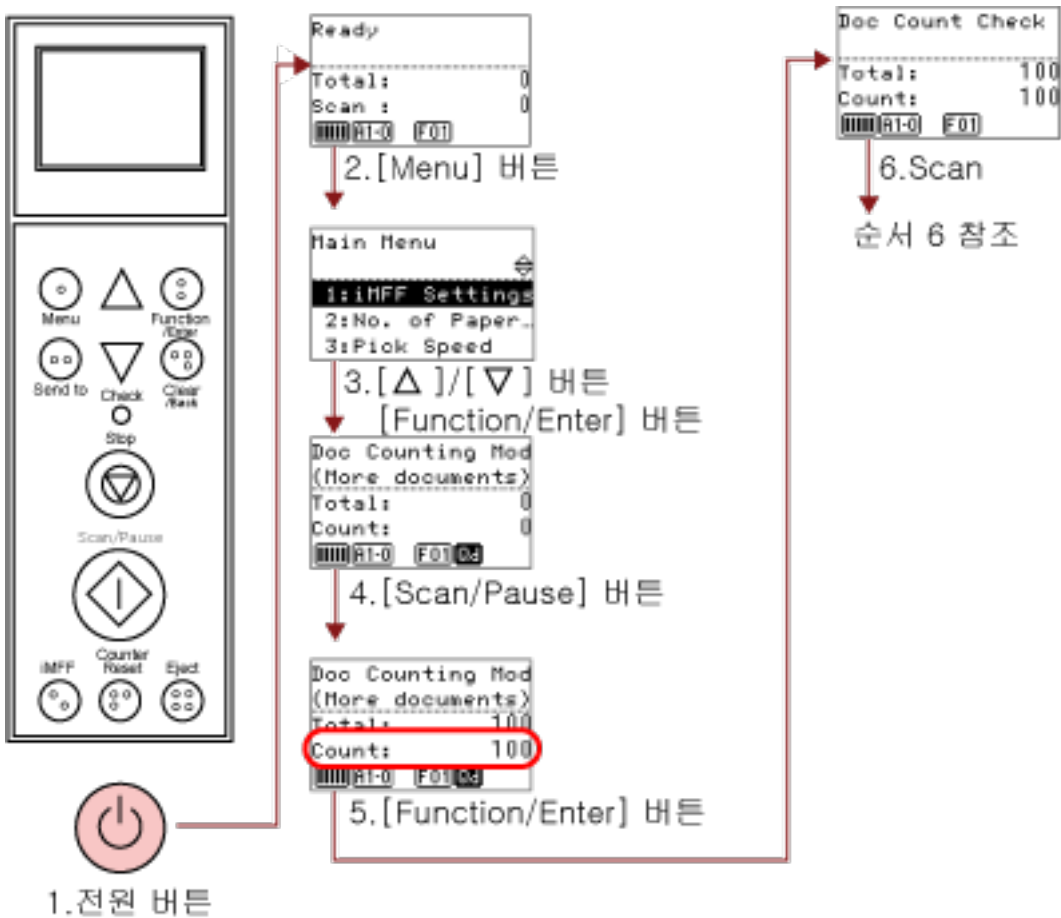 Menu
Function
/Enter
Send to
Check
Clear
/Back
Stop
Scan/Pause
iMFF
Counter
Reset
Eject
1.전원 버튼
Ready
Total: 0
Scan : 0
A1-0 F01
2.[Menu] 버튼
Main Menu
1:iMFF Settings
2:No. of Paper…
3:Pick Speed
3.[△]/[▽] 버튼
[Function/Enter] 버튼
Doc Counting Mod
(More documents)
Total: 0
Count: 0
A1-0 F01
4.[Scan/Pause] 버튼
Doc Counting Mod
(More documents)
Total: 100
Count: 100
A1-0 F01
5.[Function/Enter] 버튼
Doc Count Check
Total: 100
Count: 100
A1-0 F01
6.Scan
순서 6 참조